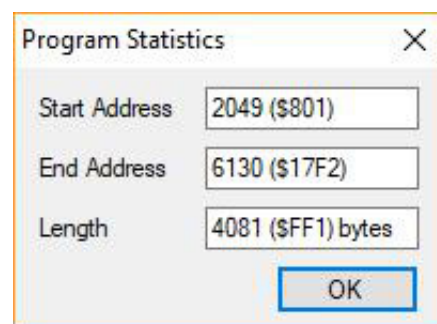 Program Statistics
Start Address 2049 ($801)
End Address 6130 ($17F2)
Length 4081 ($FF1) bytes
OK